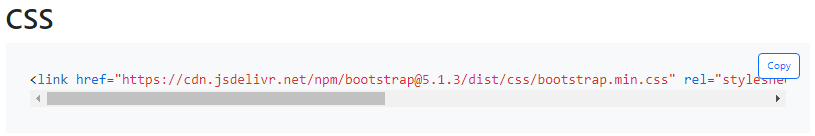 CSS
Copy
<link href="https://cdn.jsdelivr.net/npm/bootstrap@5.1.3/dist/css/bootstrap.min.css" rel="